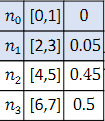 n₀ [0,1] 0
n₁ [2,3] 0.05
n₂ [4,5] 0.45
n₃ [6,7] 0.5